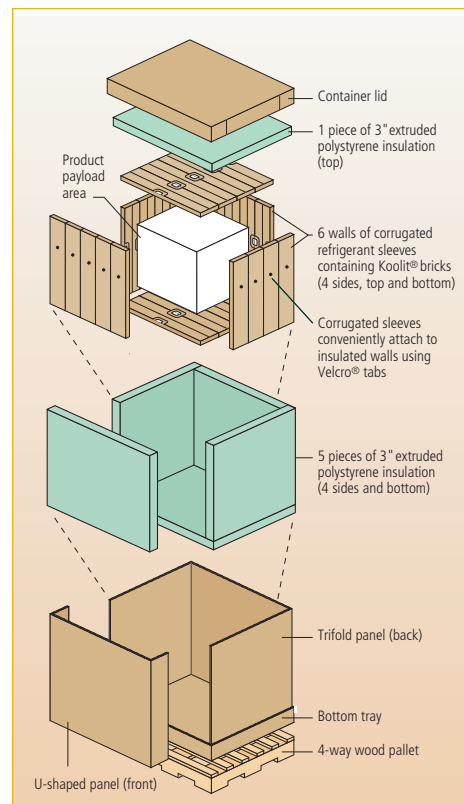 Container lid
1 piece of 3" extruded
polystyrene insulation
(top)
Product
payload
area
6 walls of corrugated
refrigerant sleeves
containing Koolit® bricks
(4 sides, top and bottom)
Corrugated sleeves
conveniently attach to
insulated walls using
Velcro® tabs
5 pieces of 3" extruded
polystyrene insulation
(4 sides and bottom)
Trifold panel (back)
Bottom tray
4-way wood pallet
U-shaped panel (front)